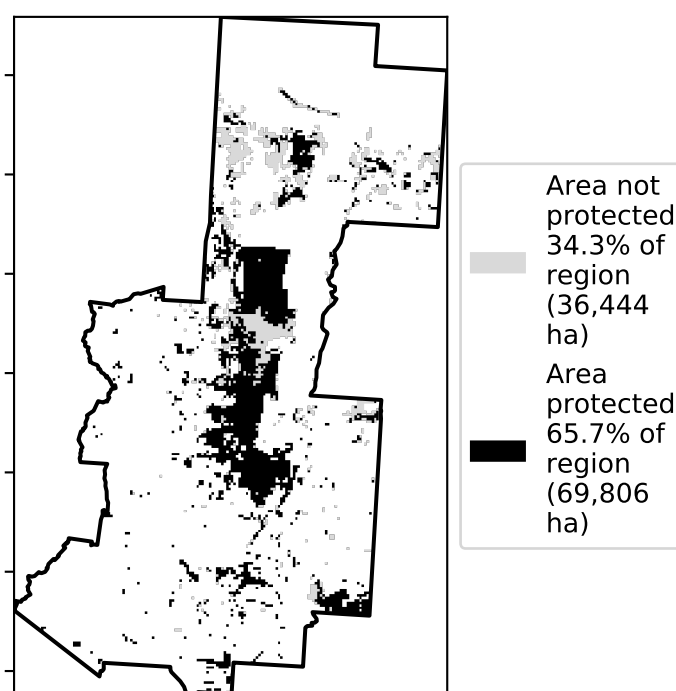 Area not
protected
34.3% of
region
(36,444
ha)
Area
protected
65.7% of
region
(69,806
ha)